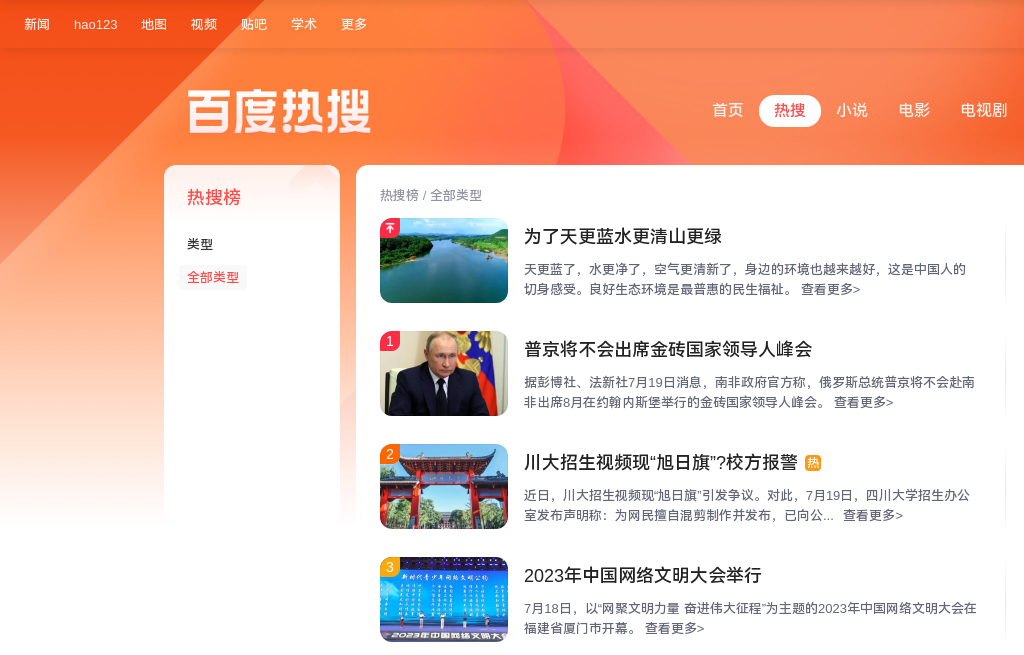 新闻 hao123 地图 视频 贴吧 学术 更多
百度热搜
首页 热搜 小说 电影 电视剧
热搜榜
类型
全部类型
热搜榜 / 全部类型
为了天更蓝水更清山更绿
天更蓝了，水更净了，空气更清新了，身边的环境也越来越好，这是中国人的
切身感受。良好生态环境是最普惠的民生福祉。 查看更多>
1
普京将不会出席金砖国家领导人峰会
据彭博社、法新社7月19日消息，南非政府官方称，俄罗斯总统普京将不会赴南
非出席8月在约翰内斯堡举行的金砖国家领导人峰会。 查看更多>
2
川大招生视频现“旭日旗”?校方报警 热
近日，川大招生视频现“旭日旗”引发争议。对此，7月19日，四川大学招生办公
室发布声明称：为网民擅自混剪制作并发布，已向公... 查看更多>
3
新时代青少年网络文明公约
2023年中国网络文明大会
2023年中国网络文明大会举行
7月18日，以“网聚文明力量 奋进伟大征程”为主题的2023年中国网络文明大会在
福建省厦门市开幕。 查看更多>